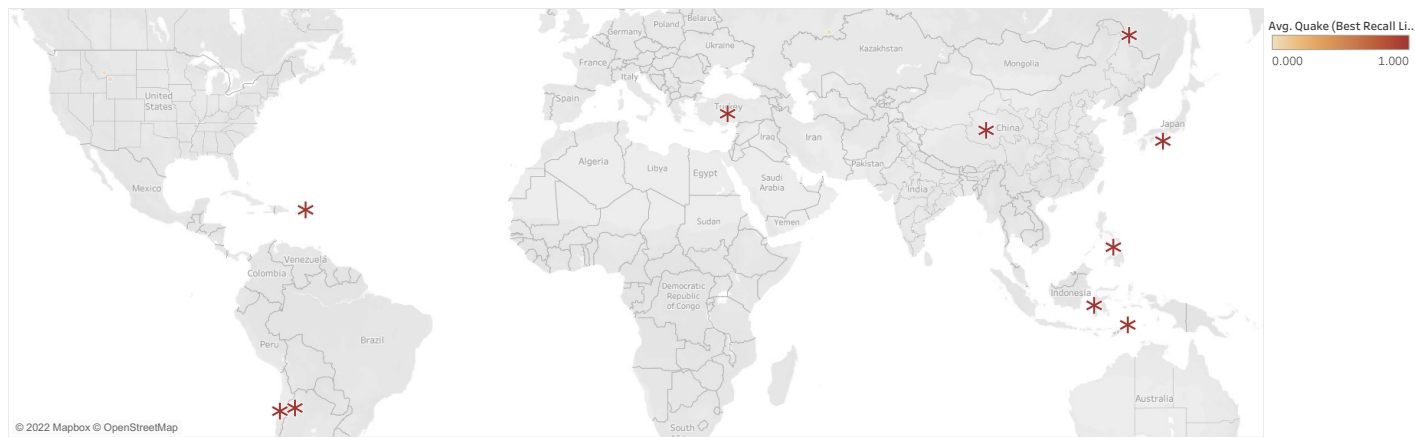 Avg. Quake (Best Recall Li..
0.000 1.000
Poland
Belarus
Germany
Ukraine
Kazakhstan
France
Mongolia
Italy
United
States
Spain
Turkey
China
Japan
Iraq
Iran
Algeria
Libya
Egypt
Pakistan
Saudi
Arabia
India
Mexico
Sudan
Yemen
Venezuela
Colombia
Democratic
Republic
of Congo
Indonesia
Peru
Brazil
Australia
South
© 2022 Mapbox © OpenStreetMap